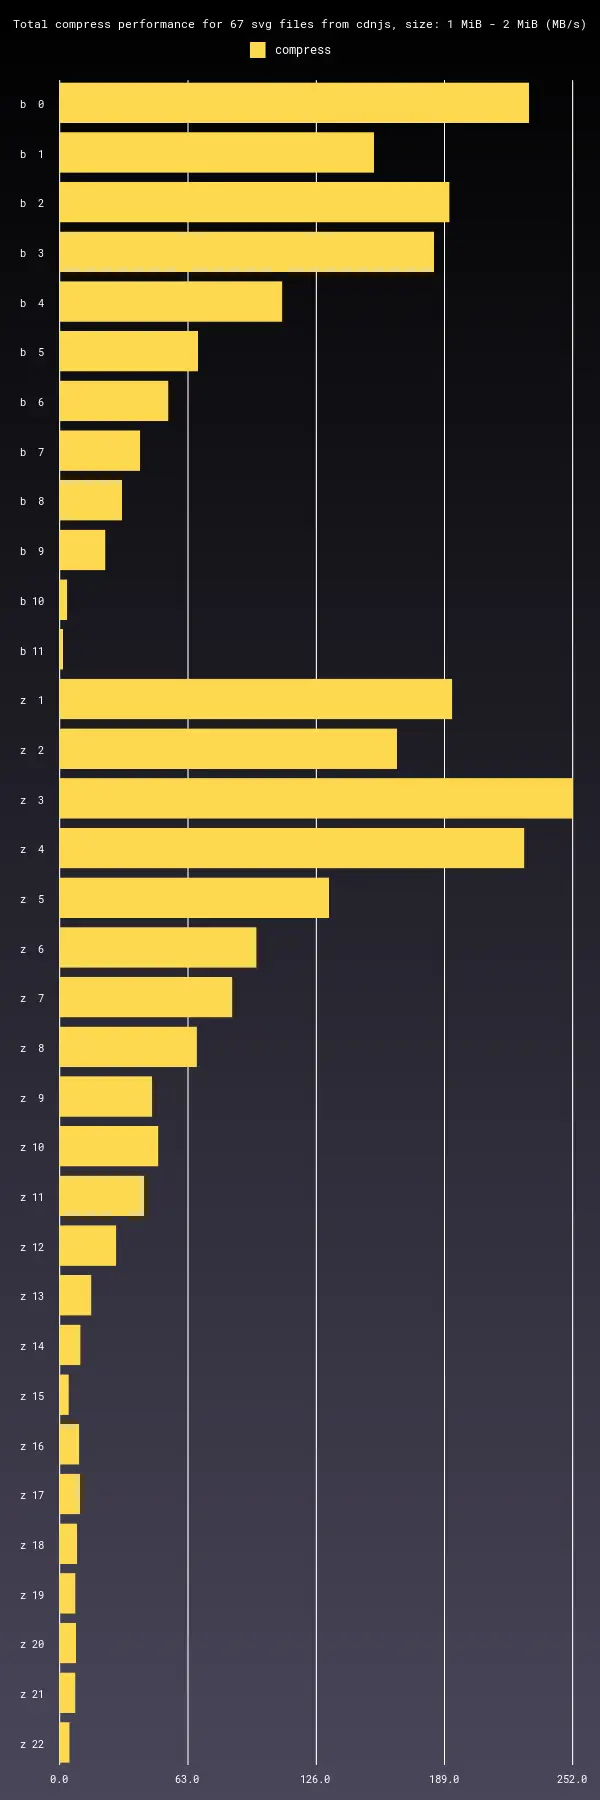 Total compress performance for 67 svg files from cdnjs, size: 1 MiB - 2 MiB (MB/s)
compress
b  0
b  1
b  2
b  3
b  4
b  5
b  6
b  7
b  8
b  9
b 10
b 11
z  1
z  2
z  3
z  4
z  5
z  6
z  7
z  8
z  9
z 10
z 11
z 12
z 13
z 14
z 15
z 16
z 17
z 18
z 19
z 20
z 21
z 22
0.0 63.0 126.0 189.0 252.0